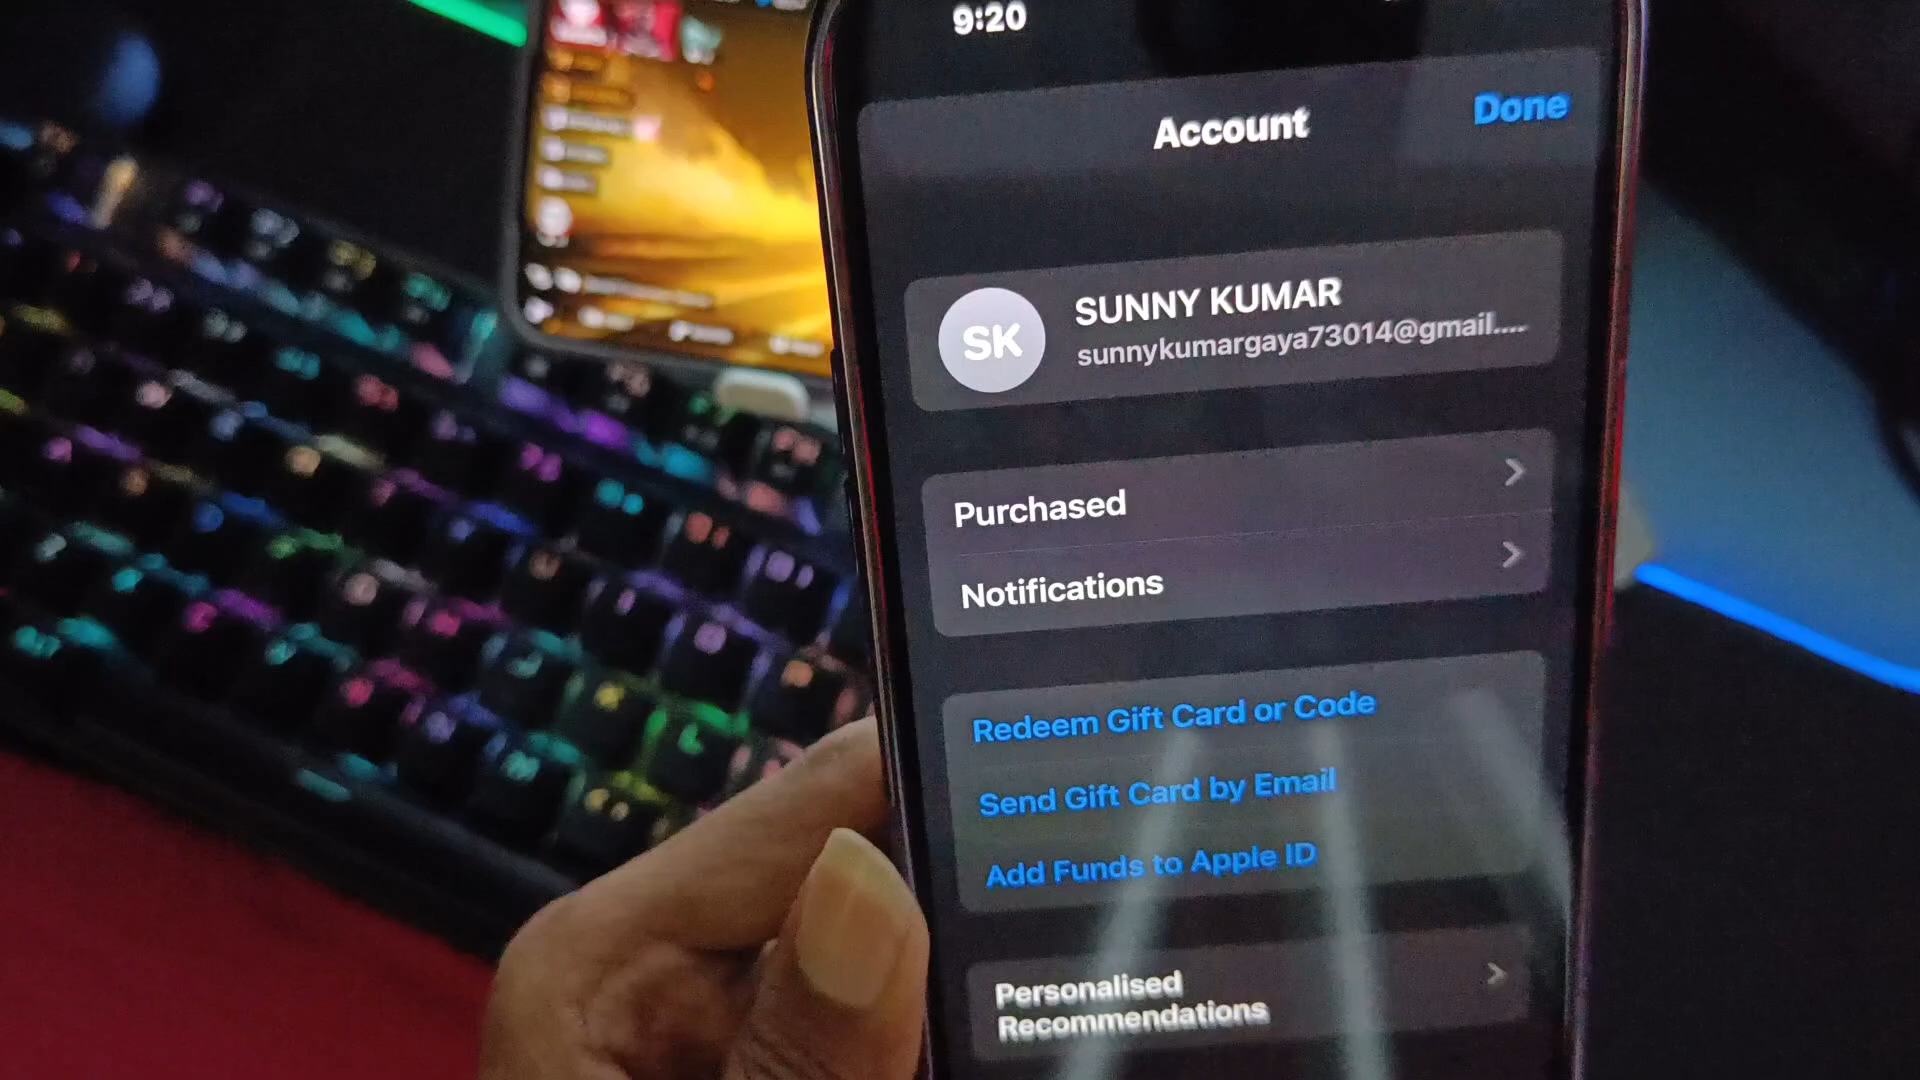 9:20
Account
Done
SK
SUNNY KUMAR
sunnykumargaya73014@gmail....
Purchased
Notifications
Redeem Gift Card or Code
Send Gift Card by Email
Add Funds to Apple ID
Personalised
Recommendations